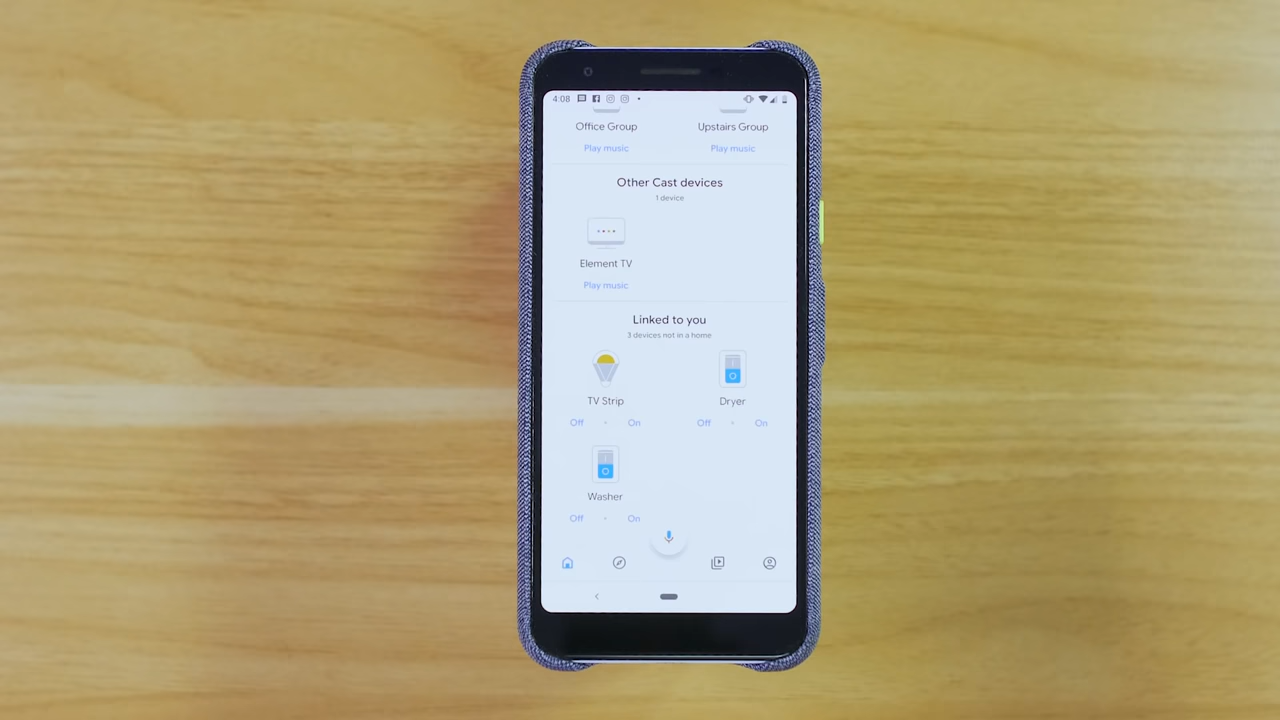 4:08
Office Group Upstairs Group
Play music Play music
Other Cast devices
1 device
Element TV
Play music
Linked to you
3 devices not in a home
TV Strip Dryer
Off On Off On
Washer
Off On